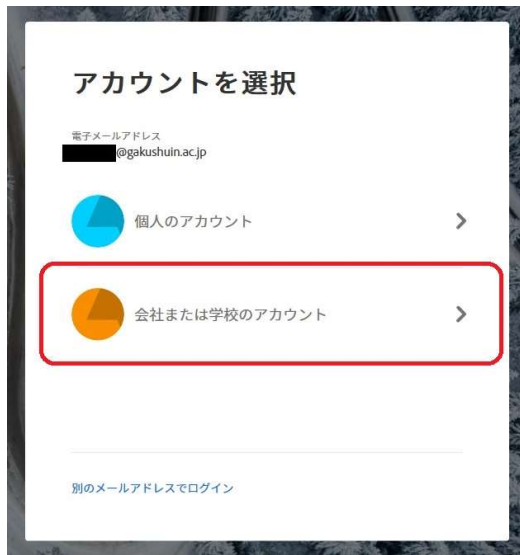 アカウントを選択
電子メールアドレス
@gakushuin.ac.jp
個人のアカウント
会社または学校のアカウント
別のメールアドレスでログイン